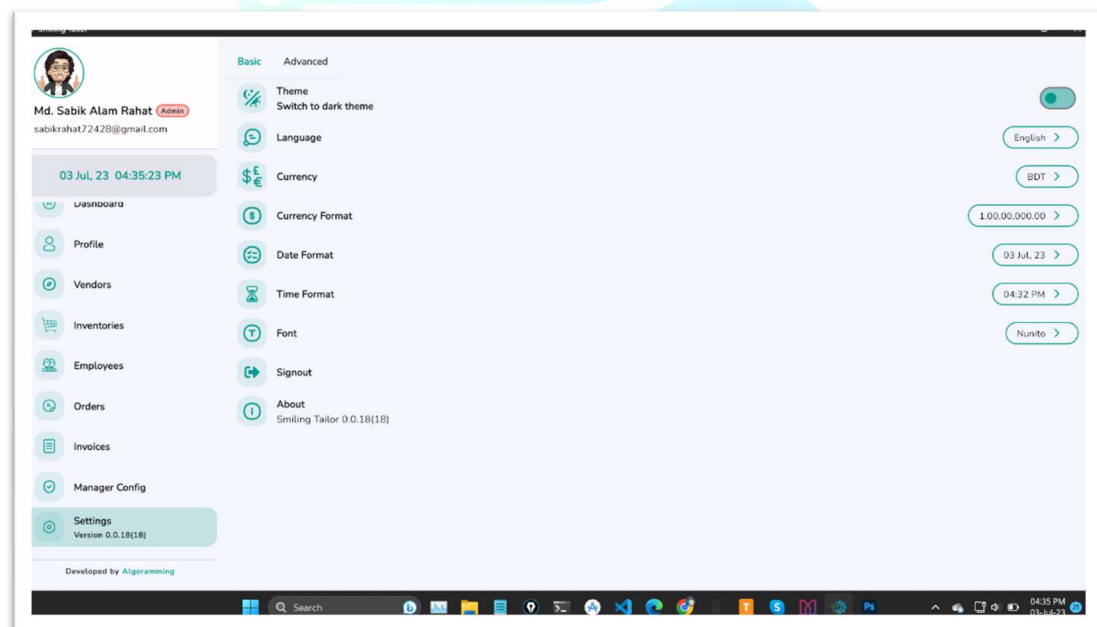 Smiling Tailor
Md. Sabik Alam Rahat Admin
sabikrahat72428@gmail.com
03 Jul, 23 04:35:23 PM
Dashboard
Profile
Vendors
Inventories
Employees
Orders
Invoices
Manager Config
Settings
Version 0.0.18(18)
Developed by Algoramming
Basic Advanced
Theme
Switch to dark theme
Language English
Currency BDT
Currency Format 1,00,00,000.00
Date Format 03 Jul, 23
Time Format 04:32 PM
Font Nunito
Signout
About
Smiling Tailor 0.0.18(18)
Search
Ps
04:35 PM
03-Jul-23